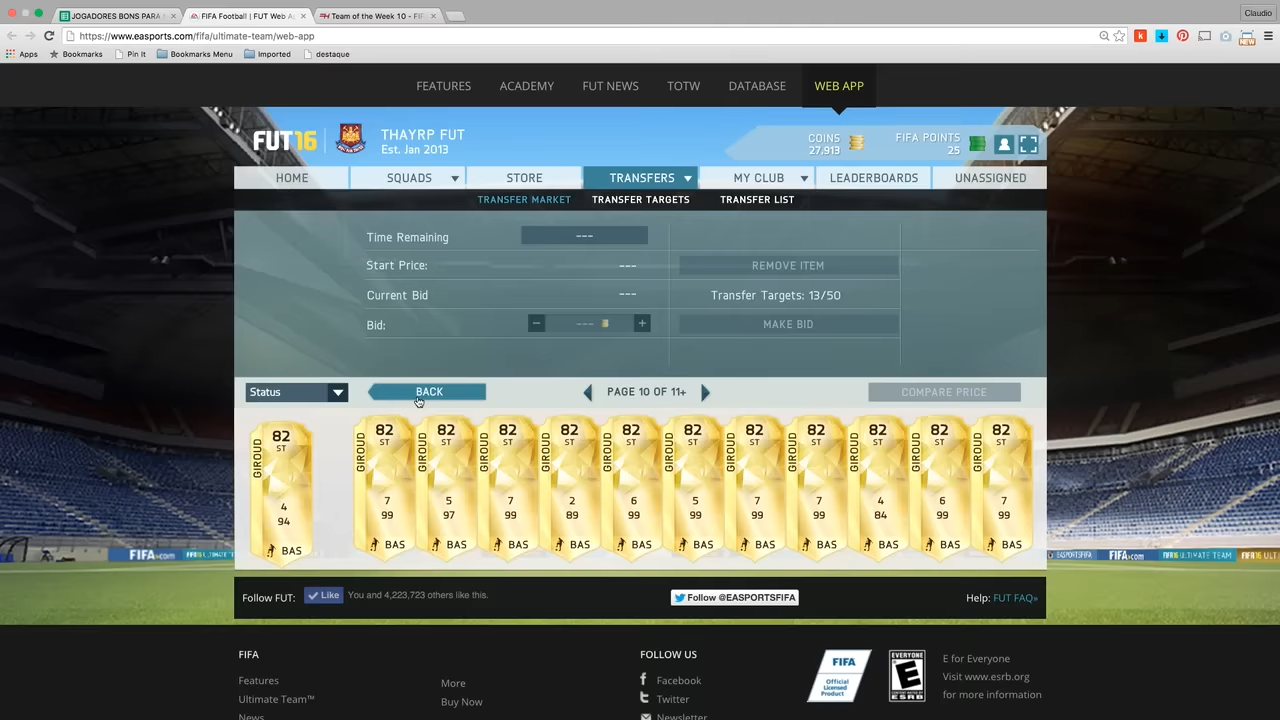 JOGADORES BONS PARA
FIFA Football | FUT Web A
Team of the Week 10 - FIF
Claudio
https://www.easports.com/fifa/ultimate-team/web-app
Apps Bookmarks Pin It Bookmarks Menu Imported destaque
NEW
FEATURES ACADEMY FUT NEWS TOTW DATABASE WEB APP
FUT16
THAYRP FUT
Est. Jan 2013
COINS
27,913
FIFA POINTS
25
HOME SQUADS STORE TRANSFERS MY CLUB LEADERBOARDS UNASSIGNED
TRANSFER MARKET TRANSFER TARGETS TRANSFER LIST
Time Remaining ---
Start Price: ---
REMOVE ITEM
Current Bid ---
Transfer Targets: 13/50
Bid: - --- +
MAKE BID
Status BACK PAGE 10 OF 11+ COMPARE PRICE
82 ST GIROUD 4 94 BAS
82 ST GIROUD 7 99 BAS
82 ST GIROUD 5 97 BAS
82 ST GIROUD 7 99 BAS
82 ST GIROUD 2 89 BAS
82 ST GIROUD 6 99 BAS
82 ST GIROUD 5 99 BAS
82 ST GIROUD 7 99 BAS
82 ST GIROUD 7 99 BAS
82 ST GIROUD 4 84 BAS
82 ST GIROUD 6 99 BAS
82 ST GIROUD 7 99 BAS
Follow FUT: Like You and 4,223,723 others like this.
Follow @EASPORTSFIFA
Help: FUT FAQ»
FIFA
Features
Ultimate Team™
News
More
Buy Now
FOLLOW US
Facebook
Twitter
Newsletter
FIFA
Official
Licensed
Product
EVERYONE
E
ESRB
E for Everyone
Visit www.esrb.org
for more information